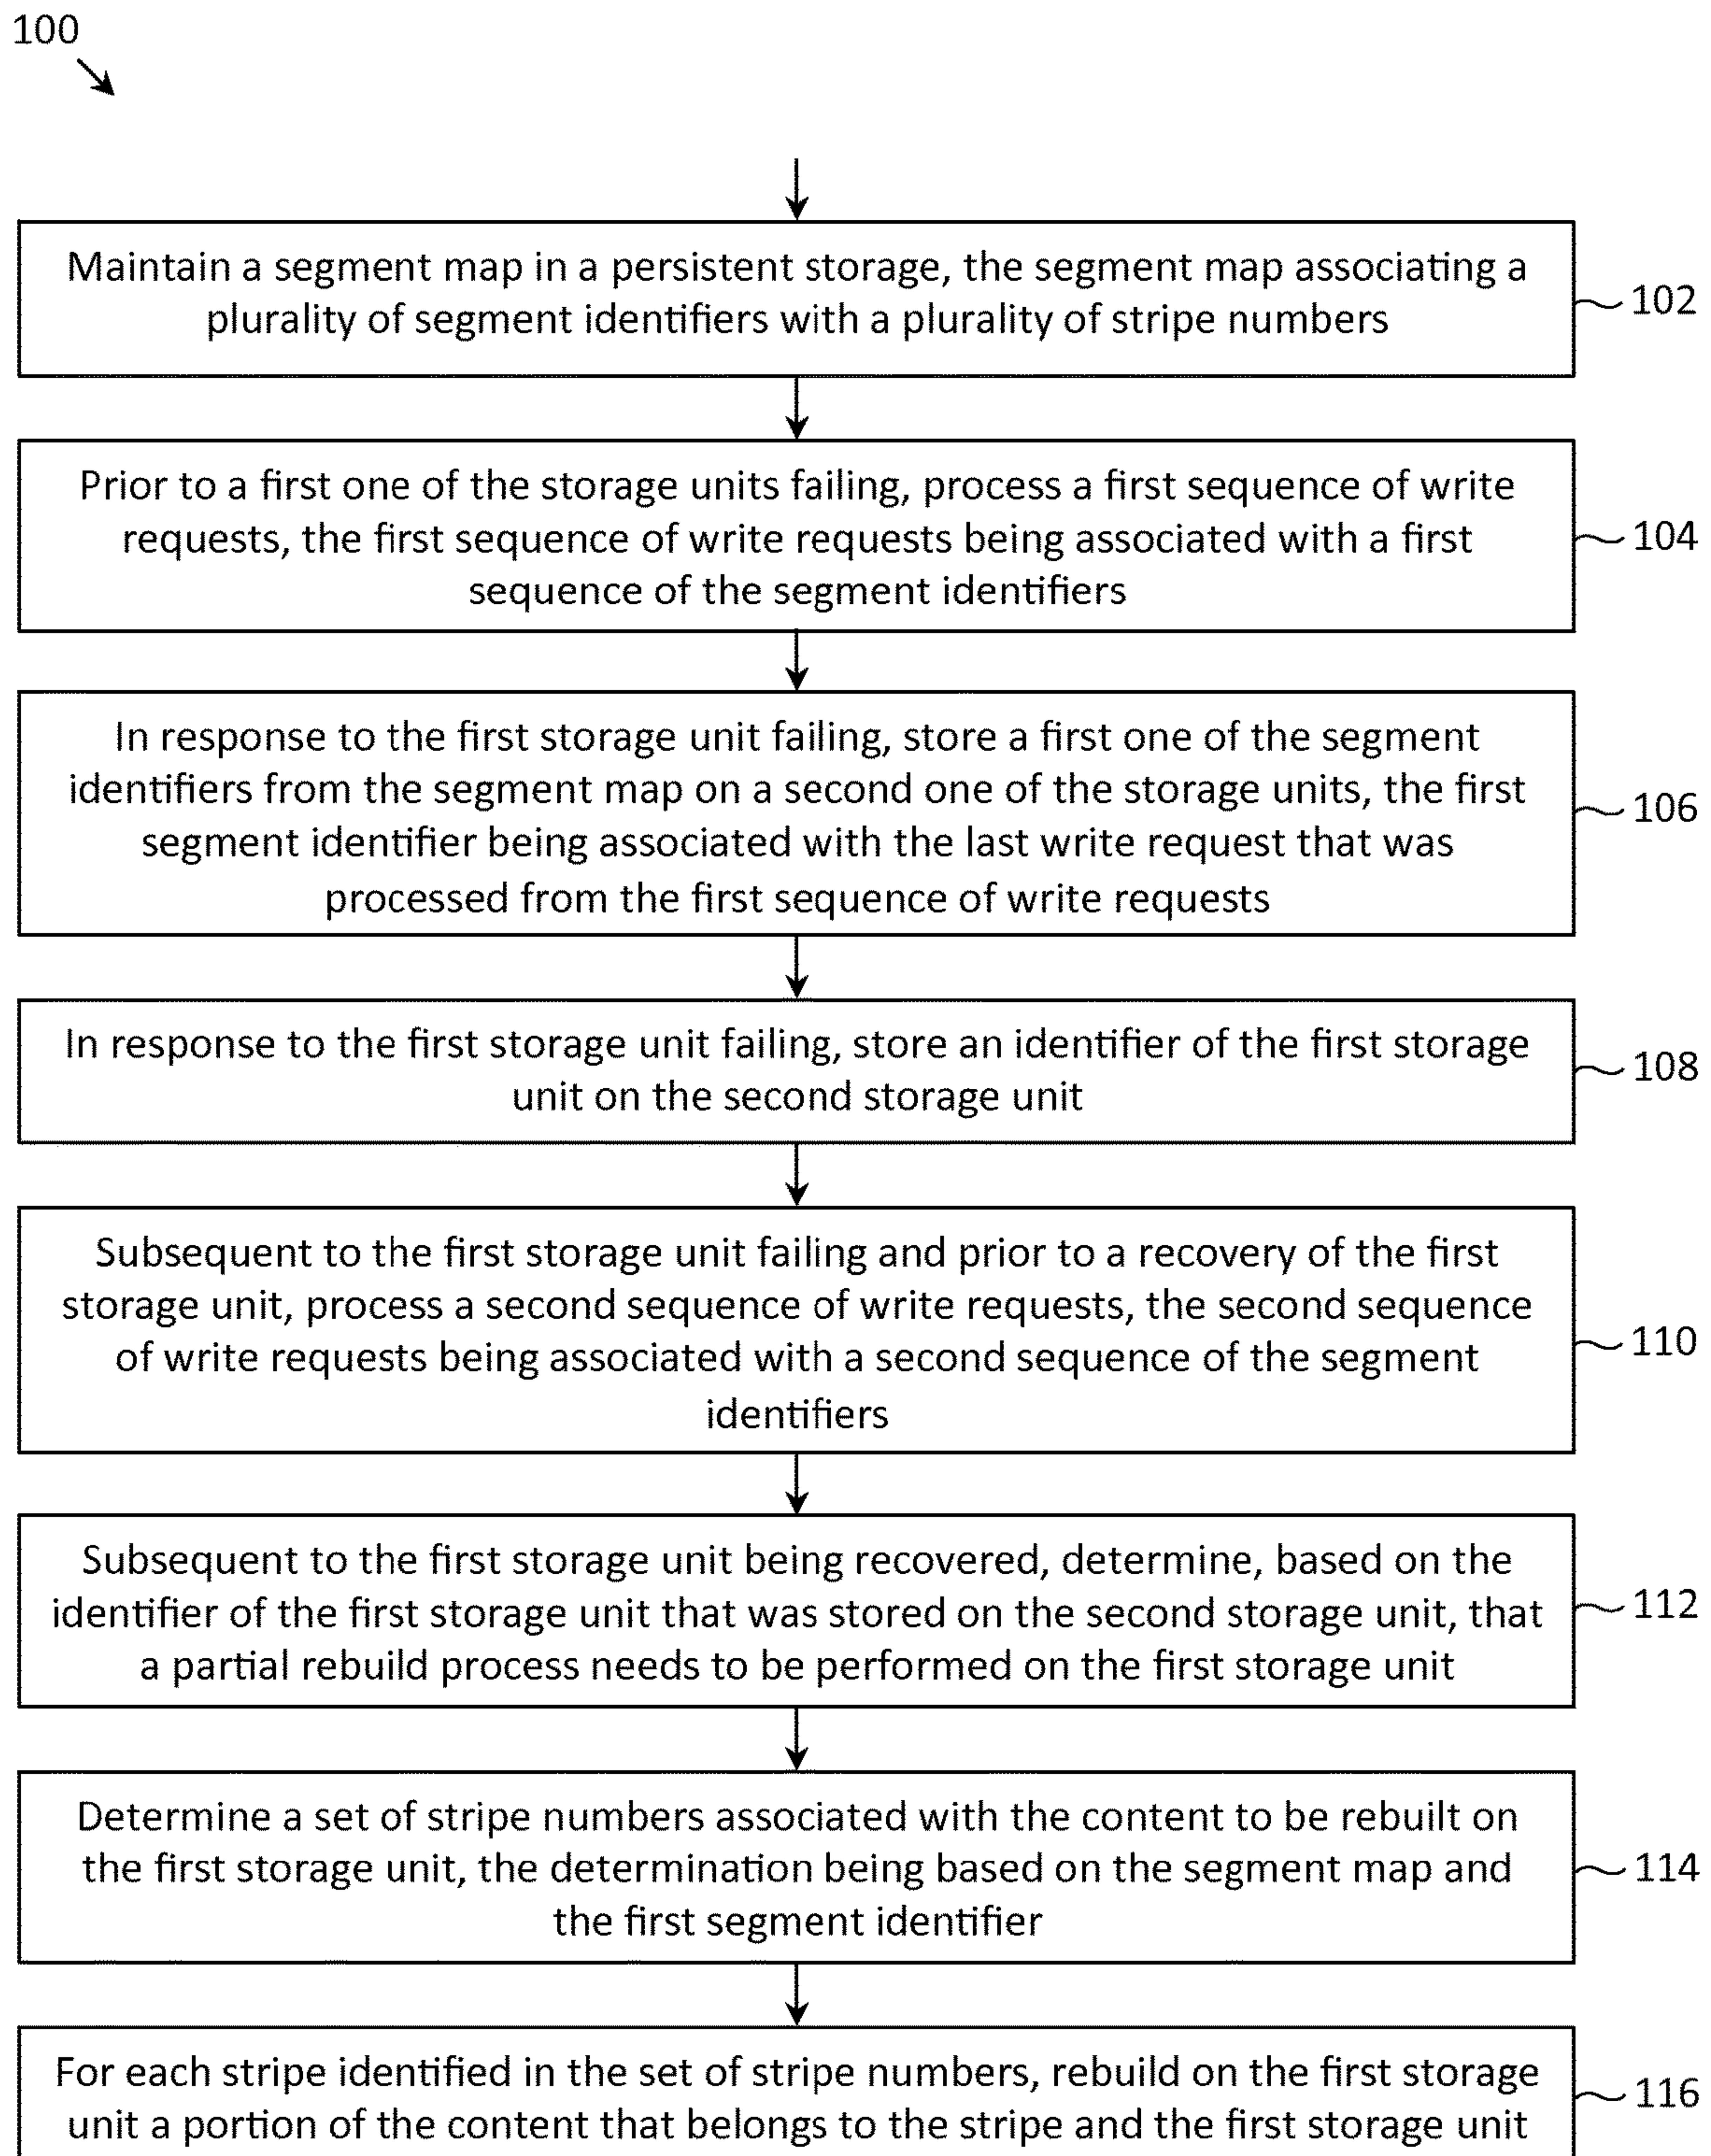 100
Maintain a segment map in a persistent storage, the segment map associating a
plurality of segment identifiers with a plurality of stripe numbers
102
Prior to a first one of the storage units failing, process a first sequence of write
requests, the first sequence of write requests being associated with a first
sequence of the segment identifiers
104
In response to the first storage unit failing, store a first one of the segment
identifiers from the segment map on a second one of the storage units, the first
segment identifier being associated with the last write request that was
processed from the first sequence of write requests
106
In response to the first storage unit failing, store an identifier of the first storage
unit on the second storage unit
108
Subsequent to the first storage unit failing and prior to a recovery of the first
storage unit, process a second sequence of write requests, the second sequence
of write requests being associated with a second sequence of the segment
identifiers
110
Subsequent to the first storage unit being recovered, determine, based on the
identifier of the first storage unit that was stored on the second storage unit, that
a partial rebuild process needs to be performed on the first storage unit
112
Determine a set of stripe numbers associated with the content to be rebuilt on
the first storage unit, the determination being based on the segment map and
the first segment identifier
114
For each stripe identified in the set of stripe numbers, rebuild on the first storage
unit a portion of the content that belongs to the stripe and the first storage unit
116